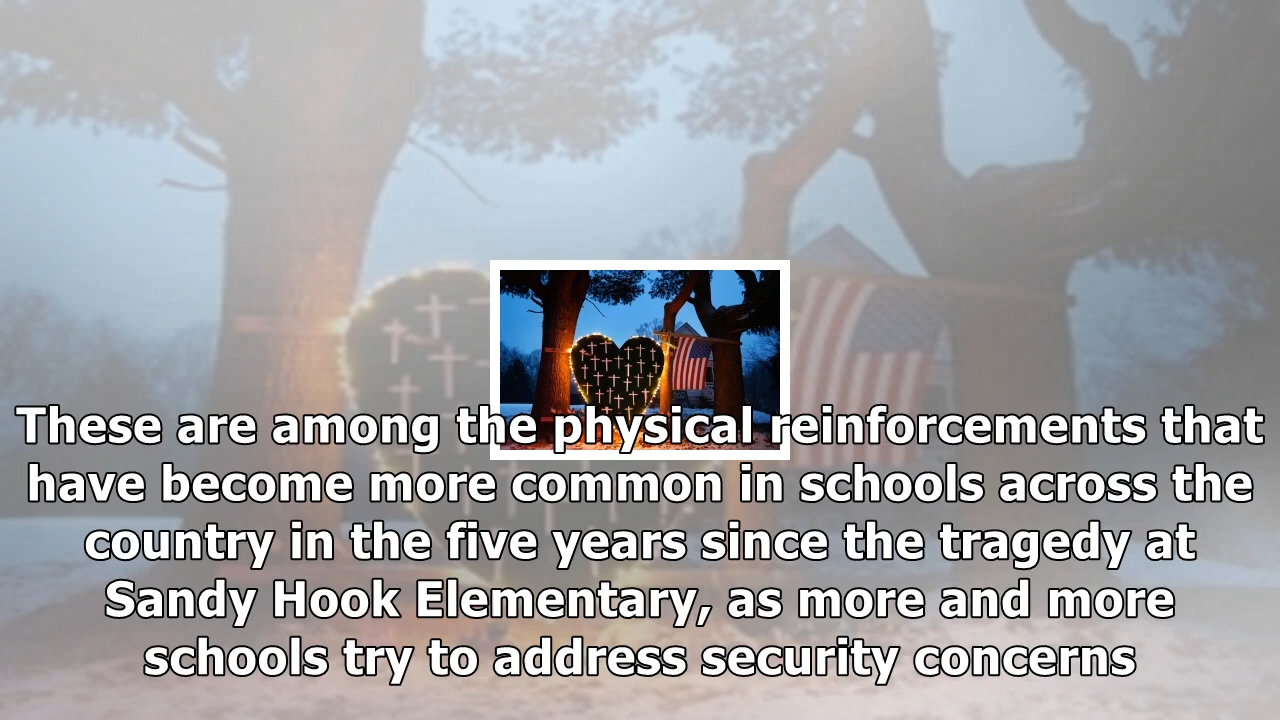 These are among the physical reinforcements that
have become more common in schools across the
country in the five years since the tragedy at
Sandy Hook Elementary, as more and more
schools try to address security concerns